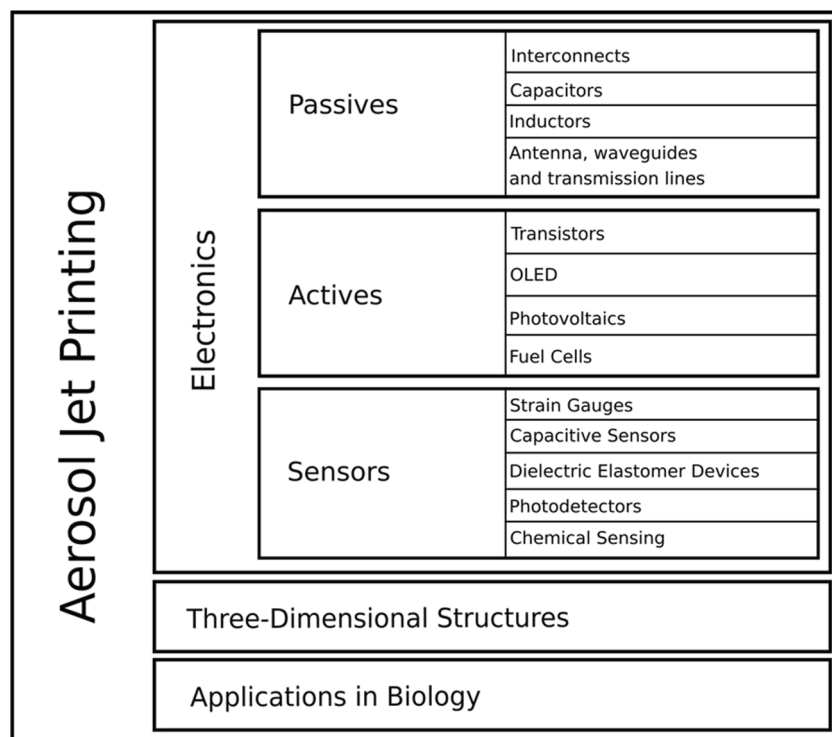 Aerosol Jet Printing
Electronics
Passives
Interconnects
Capacitors
Inductors
Antenna, waveguides
and transmission lines
Actives
Transistors
OLED
Photovoltaics
Fuel Cells
Sensors
Strain Gauges
Capacitive Sensors
Dielectric Elastomer Devices
Photodetectors
Chemical Sensing
Three-Dimensional Structures
Applications in Biology